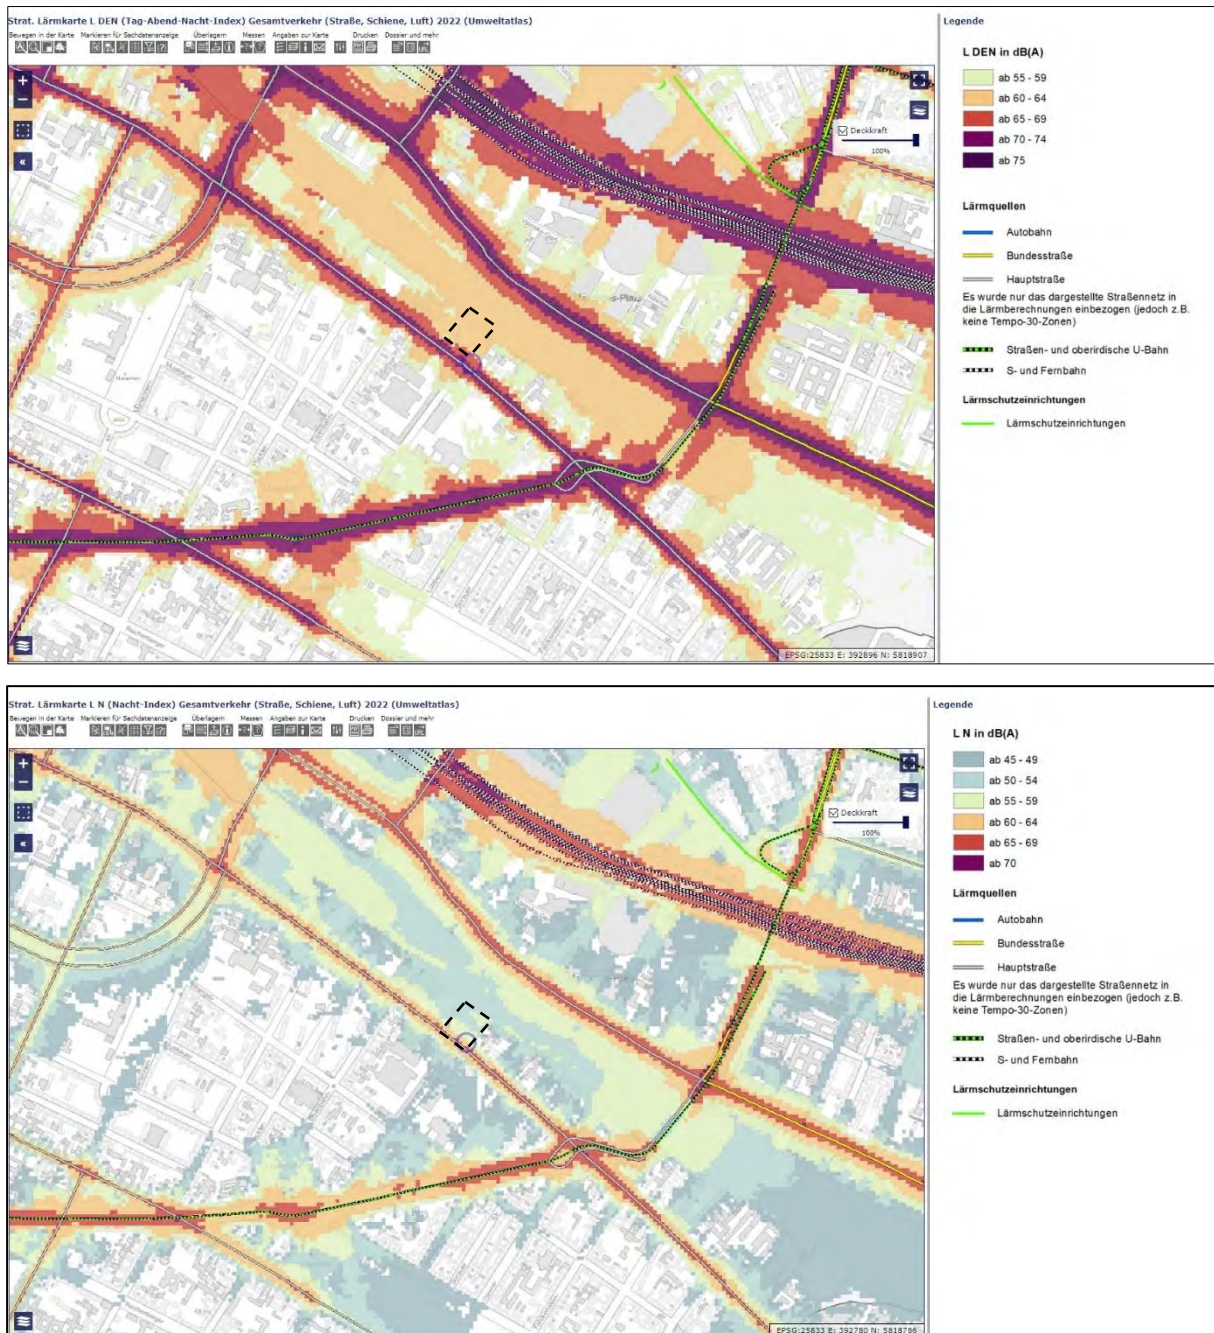 Strat. Lärmkarte L DEN (Tag-Abend-Nacht-Index) Gesamtverkehr (Straße, Schiene, Luft) 2022 (Umweltatlas)
Bewegen in der Karte Markieren für Sachdatenanzeige Überlagern Messen Angaben zur Karte Drucken Dossier und mehr
+
−
«
Deckkraft
100%
s-Platz
EPSG:25833 E: 392896 N: 5818907
Legende
L DEN in dB(A)
ab 55 - 59
ab 60 - 64
ab 65 - 69
ab 70 - 74
ab 75
Lärmquellen
Autobahn
Bundesstraße
Hauptstraße
Es wurde nur das dargestellte Straßennetz in
die Lärmberechnungen einbezogen (jedoch z.B.
keine Tempo-30-Zonen)
Straßen- und oberirdische U-Bahn
S- und Fernbahn
Lärmschutzeinrichtungen
Lärmschutzeinrichtungen
Strat. Lärmkarte L N (Nacht-Index) Gesamtverkehr (Straße, Schiene, Luft) 2022 (Umweltatlas)
Bewegen in der Karte Markieren für Sachdatenanzeige Überlagern Messen Angaben zur Karte Drucken Dossier und mehr
+
−
«
Deckkraft
100%
EPSG:25833 E: 392780 N: 5818786
Legende
L N in dB(A)
ab 45 - 49
ab 50 - 54
ab 55 - 59
ab 60 - 64
ab 65 - 69
ab 70
Lärmquellen
Autobahn
Bundesstraße
Hauptstraße
Es wurde nur das dargestellte Straßennetz in
die Lärmberechnungen einbezogen (jedoch z.B.
keine Tempo-30-Zonen)
Straßen- und oberirdische U-Bahn
S- und Fernbahn
Lärmschutzeinrichtungen
Lärmschutzeinrichtungen